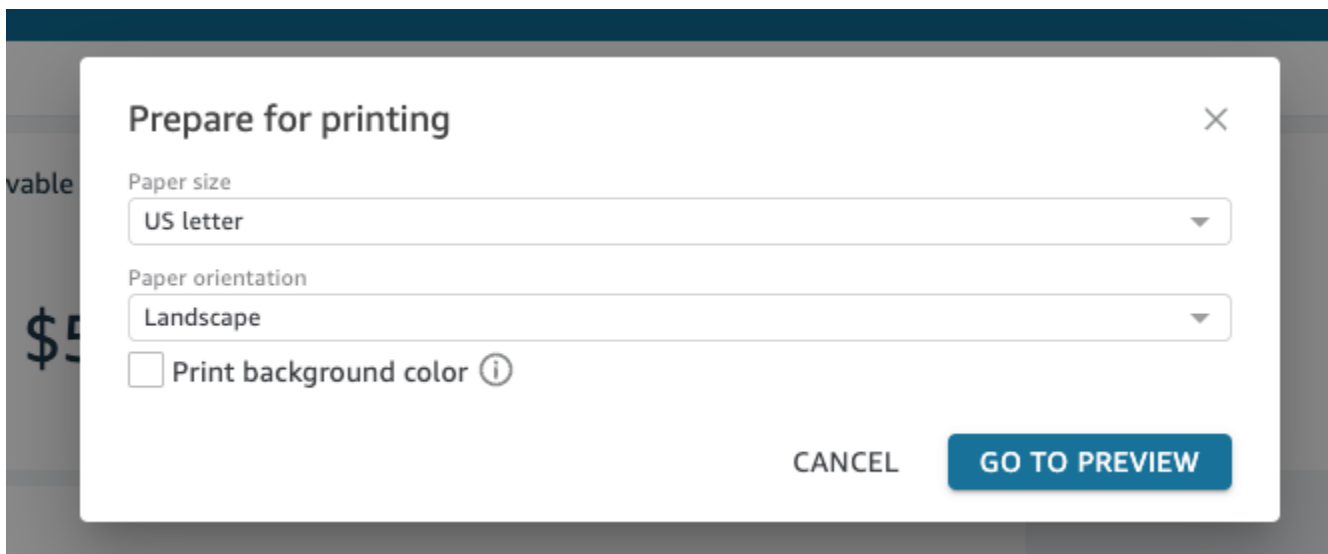 Prepare for printing
Paper size
US letter
Paper orientation
Landscape
Print background color
CANCEL
GO TO PREVIEW
vable
$5